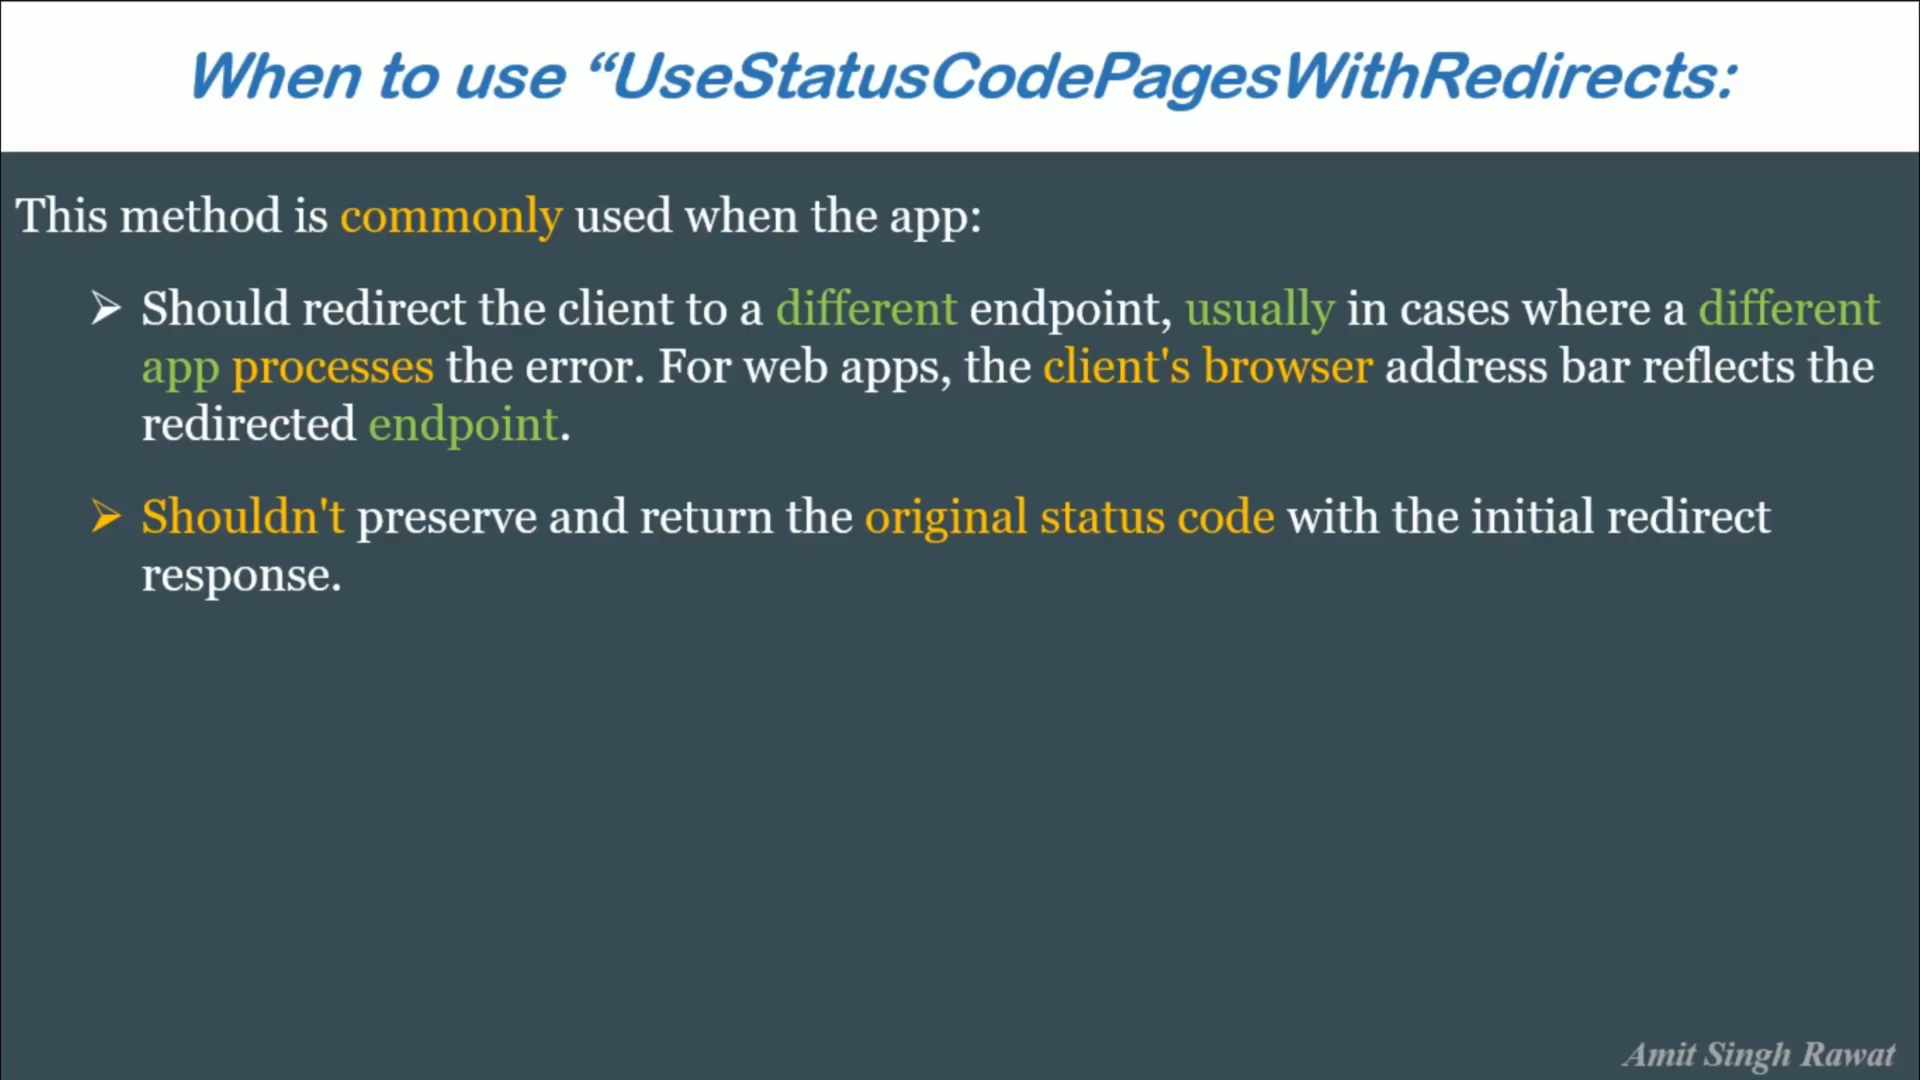 When to use “UseStatusCodePagesWithRedirects:
This method is commonly used when the app:
➢ Should redirect the client to a different endpoint, usually in cases where a different
app processes the error. For web apps, the client's browser address bar reflects the
redirected endpoint.
➢ Shouldn't preserve and return the original status code with the initial redirect
response.
Amit Singh Rawat